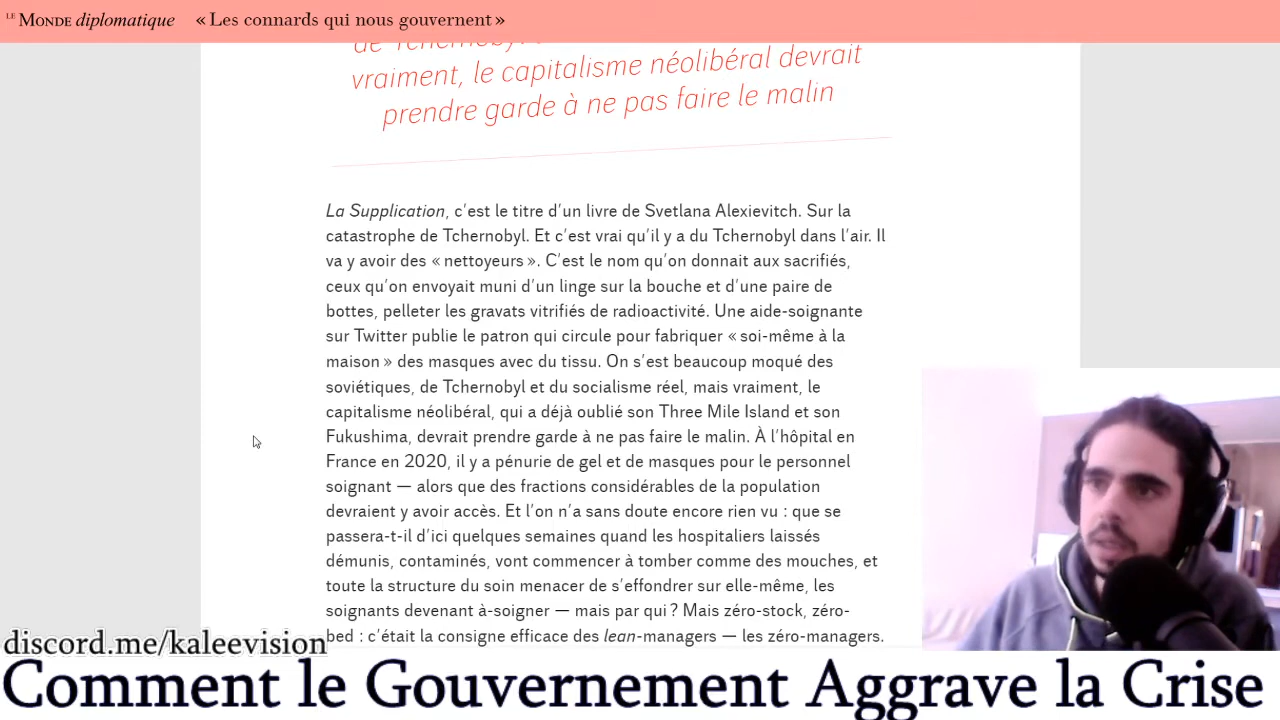 LE MONDE diplomatique « Les connards qui nous gouvernent »
de Tchernobyl
vraiment, le capitalisme néolibéral devrait
prendre garde à ne pas faire le malin
La Supplication, c’est le titre d’un livre de Svetlana Alexievitch. Sur la
catastrophe de Tchernobyl. Et c’est vrai qu’il y a du Tchernobyl dans l’air. Il
va y avoir des « nettoyeurs ». C’est le nom qu’on donnait aux sacrifiés,
ceux qu’on envoyait muni d’un linge sur la bouche et d’une paire de
bottes, pelleter les gravats vitrifiés de radioactivité. Une aide-soignante
sur Twitter publie le patron qui circule pour fabriquer « soi-même à la
maison » des masques avec du tissu. On s’est beaucoup moqué des
soviétiques, de Tchernobyl et du socialisme réel, mais vraiment, le
capitalisme néolibéral, qui a déjà oublié son Three Mile Island et son
Fukushima, devrait prendre garde à ne pas faire le malin. À l’hôpital en
France en 2020, il y a pénurie de gel et de masques pour le personnel
soignant — alors que des fractions considérables de la population
devraient y avoir accès. Et l’on n’a sans doute encore rien vu : que se
passera-t-il d’ici quelques semaines quand les hospitaliers laissés
démunis, contaminés, vont commencer à tomber comme des mouches, et
toute la structure du soin menacer de s’effondrer sur elle-même, les
soignants devenant à-soigner — mais par qui ? Mais zéro-stock, zéro-
bed : c’était la consigne efficace des lean-managers — les zéro-managers.
discord.me/kaleevision
Comment le Gouvernement Aggrave la Crise